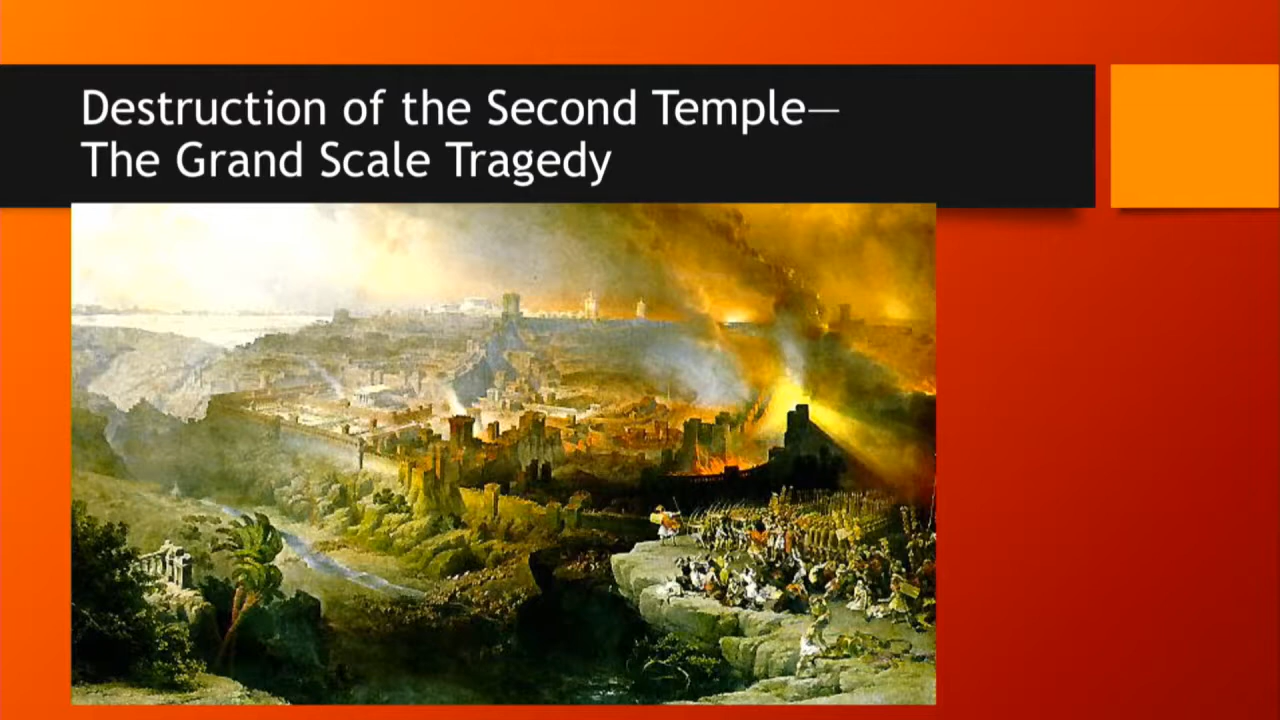 Destruction of the Second Temple—
The Grand Scale Tragedy